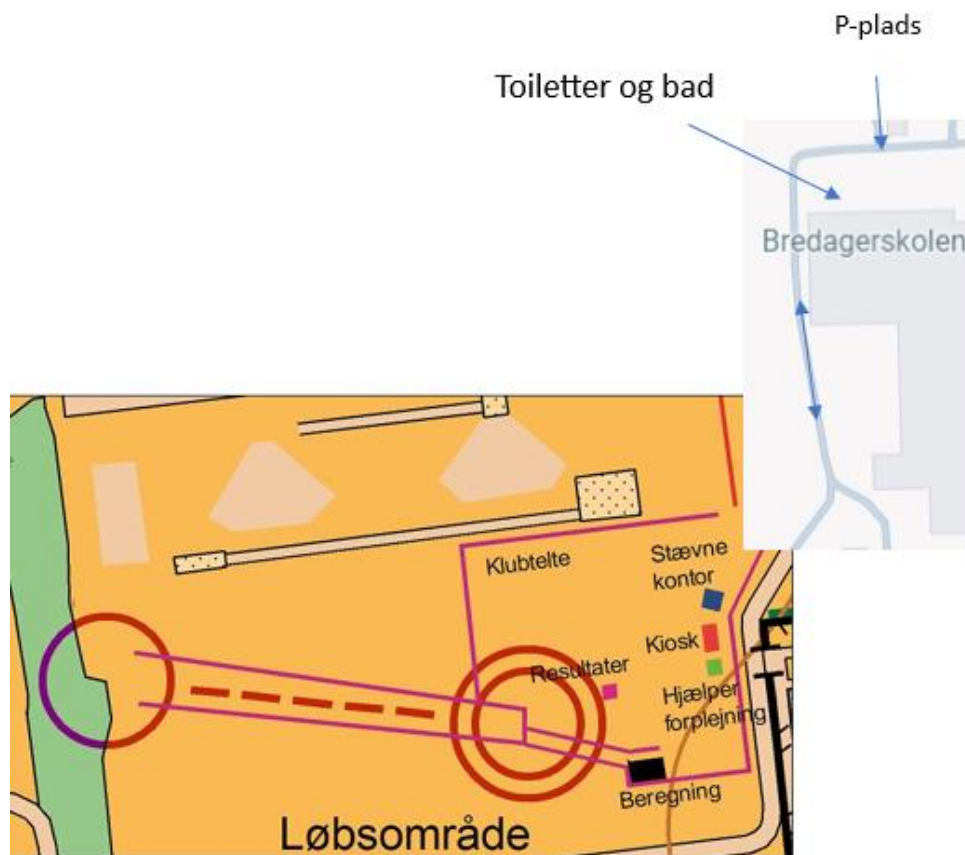 P-plads
Toiletter og bad
Bredagerskolen
Klubtelte
Stævne
kontor
Kiosk
Resultater
Hjælper
forplejning
Beregning
Løbsområde